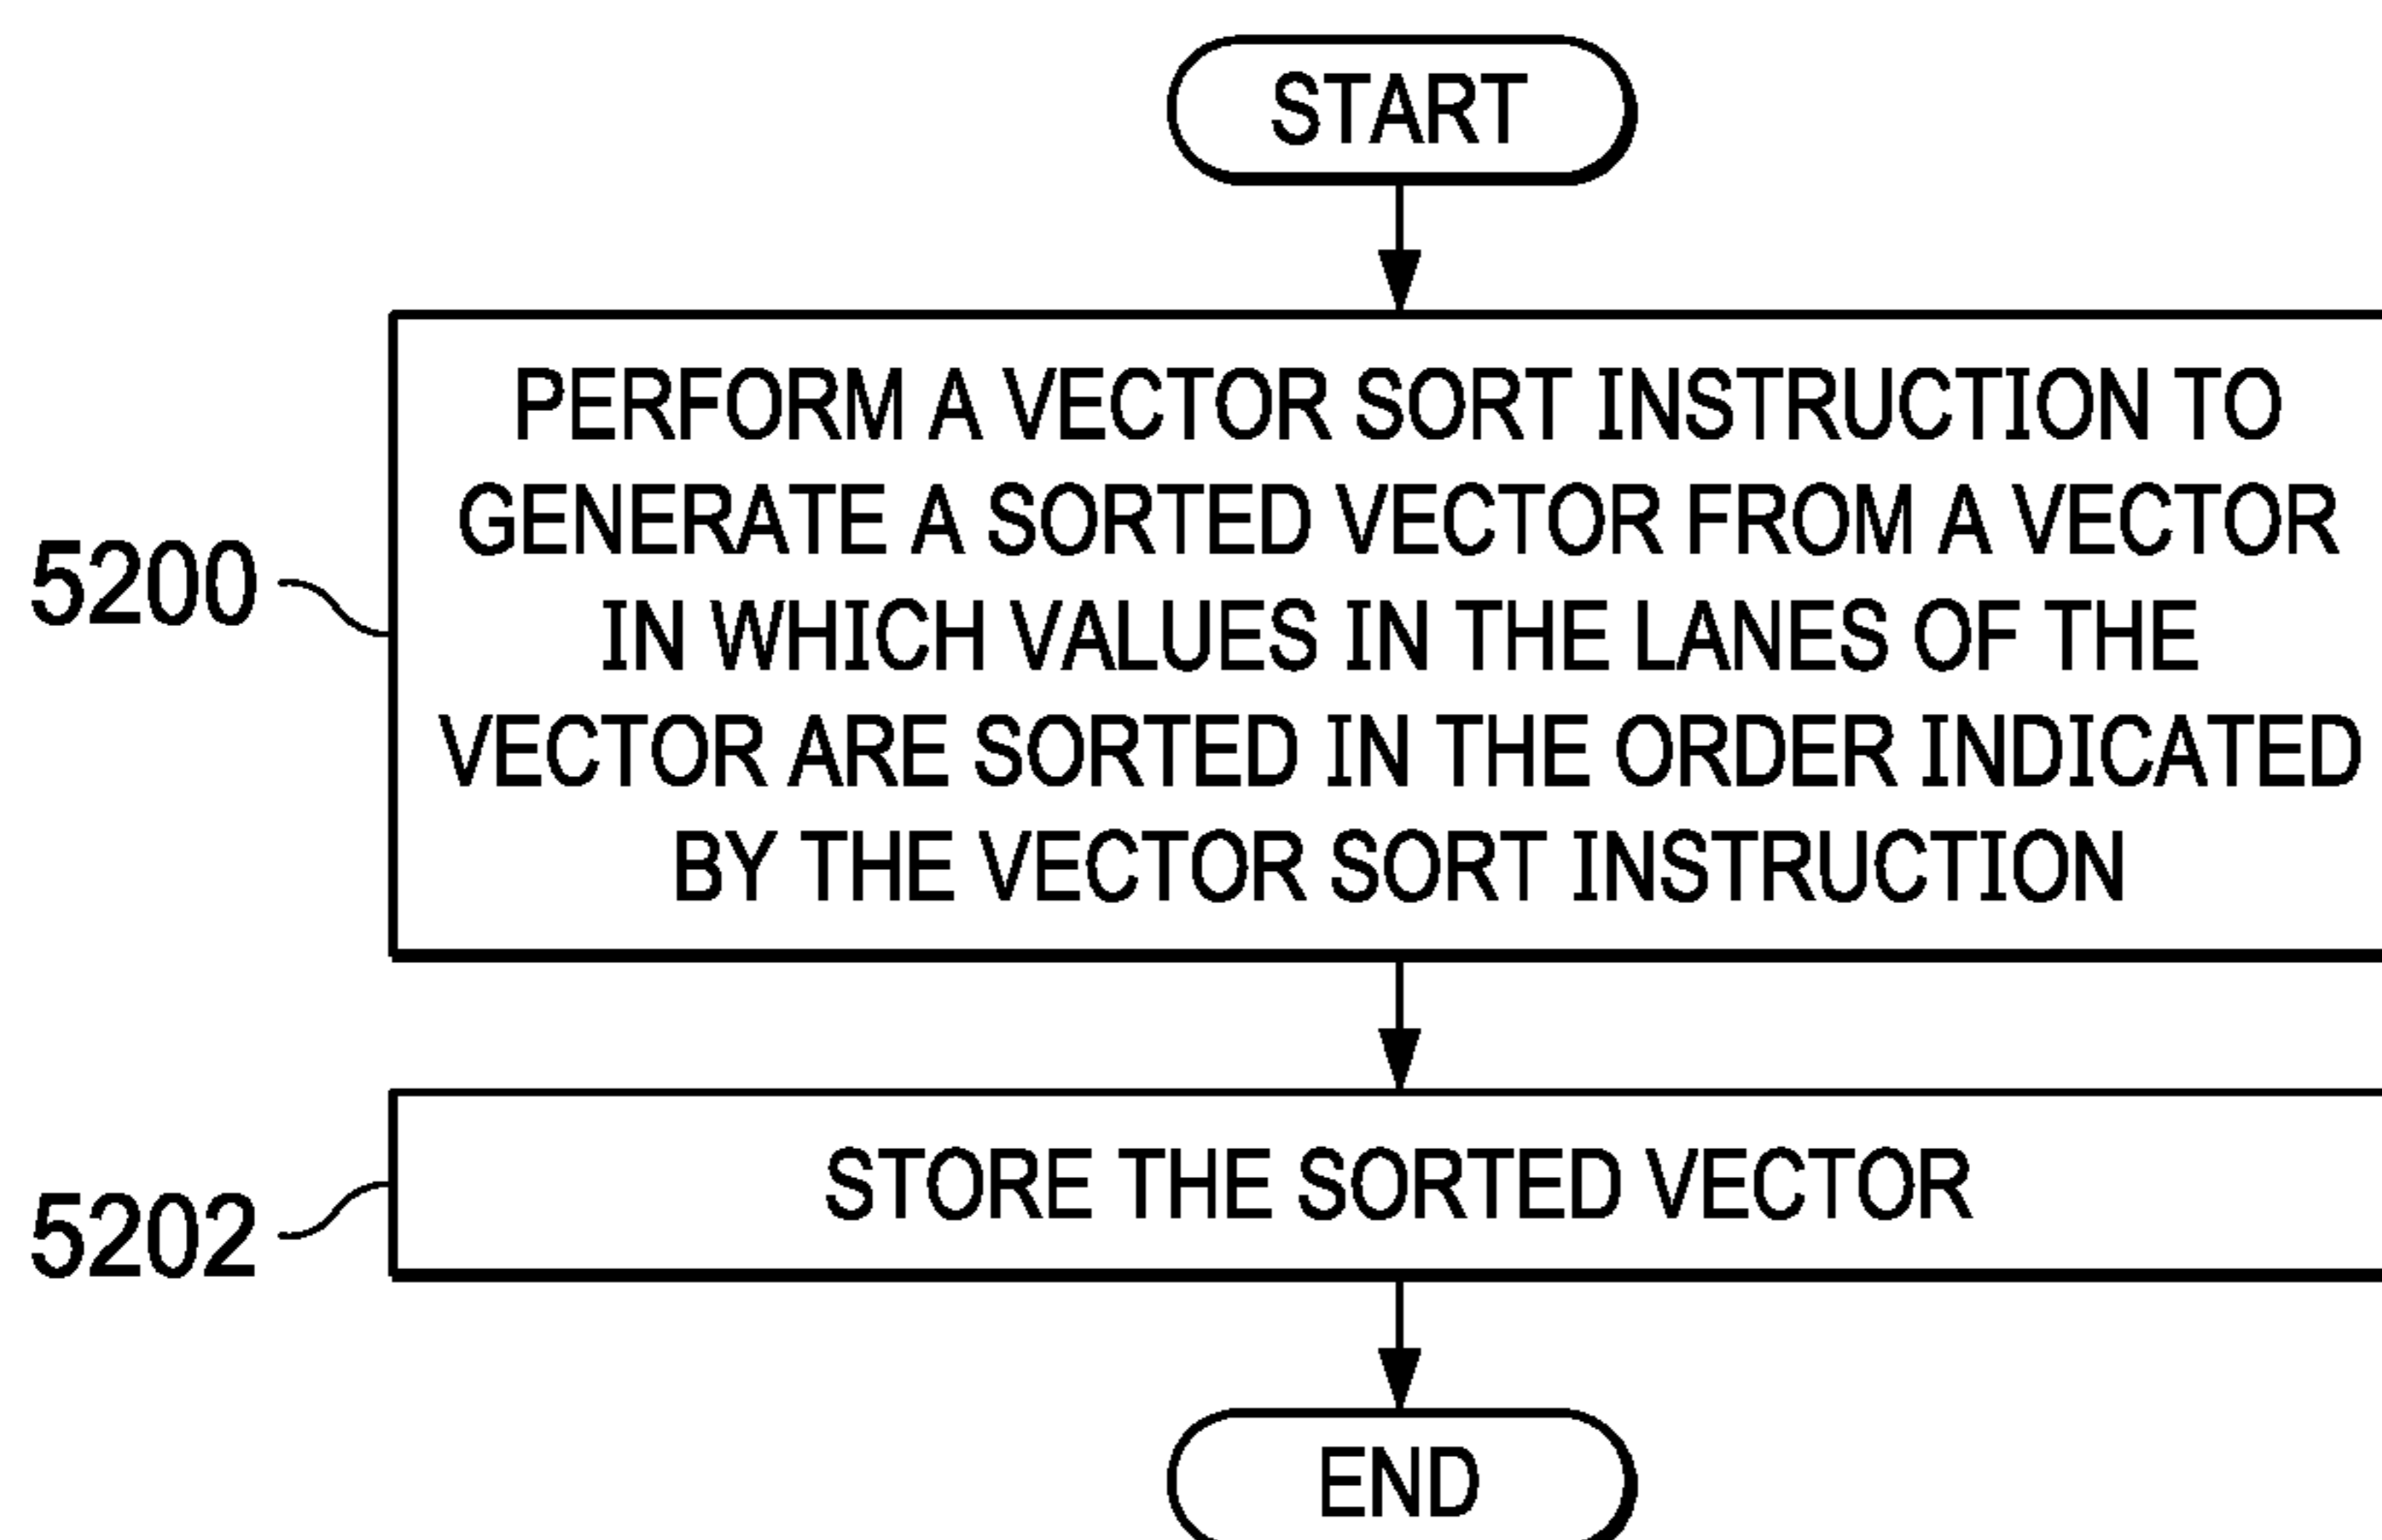 START
PERFORM A VECTOR SORT INSTRUCTION TO
GENERATE A SORTED VECTOR FROM A VECTOR
IN WHICH VALUES IN THE LANES OF THE
VECTOR ARE SORTED IN THE ORDER INDICATED
BY THE VECTOR SORT INSTRUCTION
5200
STORE THE SORTED VECTOR
5202
END